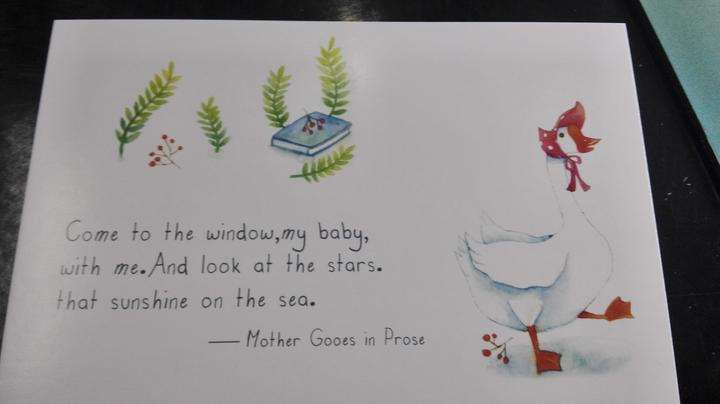 Come to the window,my baby,
with me. And look at the stars.
that sunshine on the sea.
— Mother Gooes in Prose